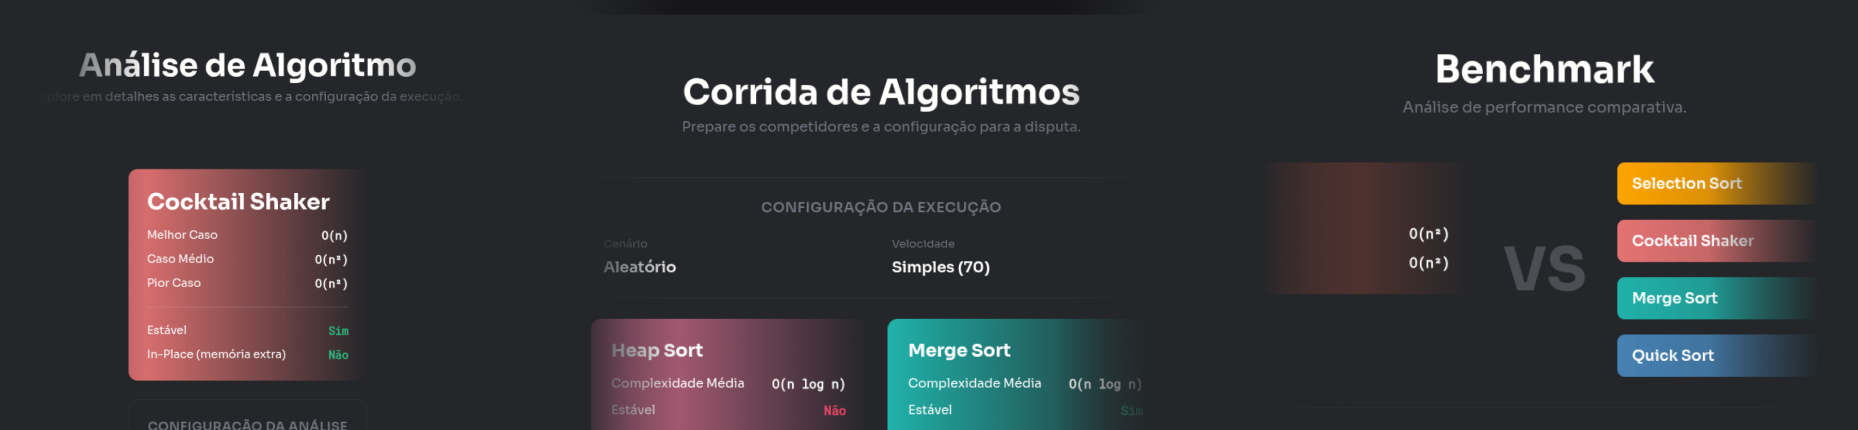 Análise de Algoritmo
em detalhes as características e a configuração da execução.
Cocktail Shaker
Melhor Caso O(n)
Caso Médio O(n²)
Pior Caso O(n²)
Estável Sim
In-Place (memória extra) Não
CONFIGURAÇÃO DA ANÁLISE
Corrida de Algoritmos
Prepare os competidores e a configuração para a disputa.
CONFIGURAÇÃO DA EXECUÇÃO
Cenário
Aleatório
Velocidade
Simples (70)
Heap Sort
Complexidade Média O(n log n)
Estável Não
Merge Sort
Complexidade Média O(n log n)
Estável Sim
Benchmark
Análise de performance comparativa.
O(n²)
O(n²)
VS
Selection Sort
Cocktail Shaker
Merge Sort
Quick Sort